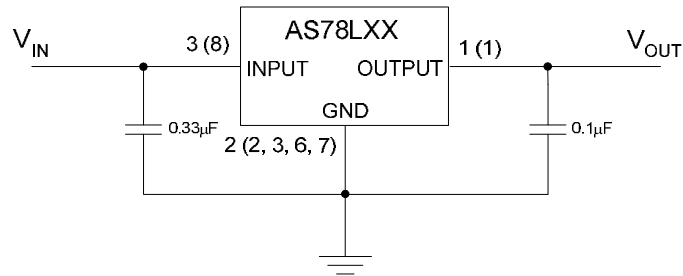 AS78LXX
V_IN
3 (8)
1 (1)
V_OUT
INPUT
OUTPUT
GND
0.33µF
2 (2, 3, 6, 7)
0.1µF